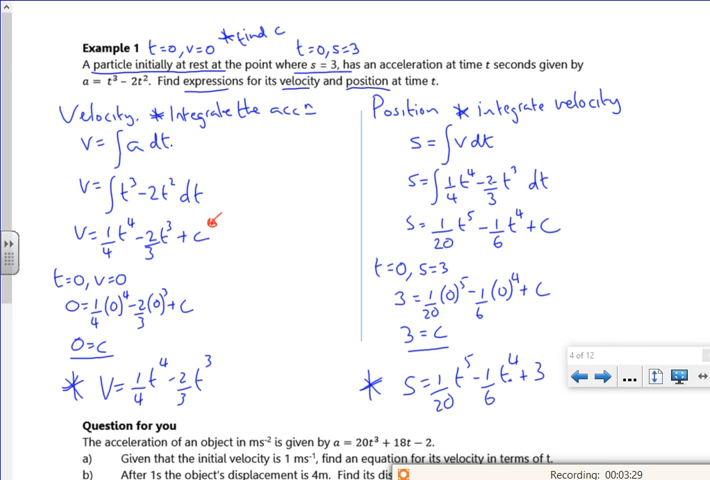 Example 1 t=0, v=0 *find c t=0, s=3
A particle initially at rest at the point where s = 3, has an acceleration at time t seconds given by
a = t³ − 2t². Find expressions for its velocity and position at time t.
Velocity. * Integrate the accⁿ
V = ∫ a dt.
V = ∫ t³ − 2t² dt
V = 1/4 t⁴ − 2/3 t³ + c
t=0, v=0
0 = 1/4 (0)⁴ − 2/3 (0)³ + c
0 = c
* V = 1/4 t⁴ − 2/3 t³
Position * integrate velocity
S = ∫ v dt
S = ∫ 1/4 t⁴ − 2/3 t³ dt
S = 1/20 t⁵ − 1/6 t⁴ + C
t=0, s=3
3 = 1/20 (0)⁵ − 1/6 (0)⁴ + C
3 = C
* S = 1/20 t⁵ − 1/6 t⁴ + 3
4 of 12
...
Question for you
The acceleration of an object in ms⁻² is given by a = 20t³ + 18t − 2.
a) Given that the initial velocity is 1 ms⁻¹, find an equation for its velocity in terms of t.
b) After 1s the object's displacement is 4m. Find its
Recording: 00:03:29